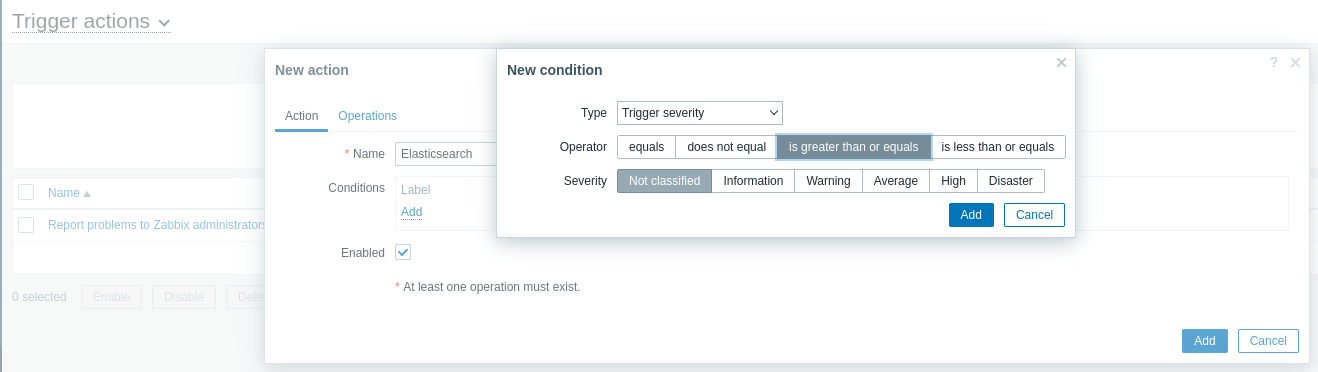 Trigger actions
New action
?
New condition
Action Operations
Type Trigger severity
Operator equals does not equal is greater than or equals is less than or equals
* Name Elasticsearch
Severity Not classified Information Warning Average High Disaster
Conditions Label
Add
Add Cancel
Name
Report problems to Zabbix administrators
Enabled
* At least one operation must exist.
0 selected Enable Disable
Add Cancel